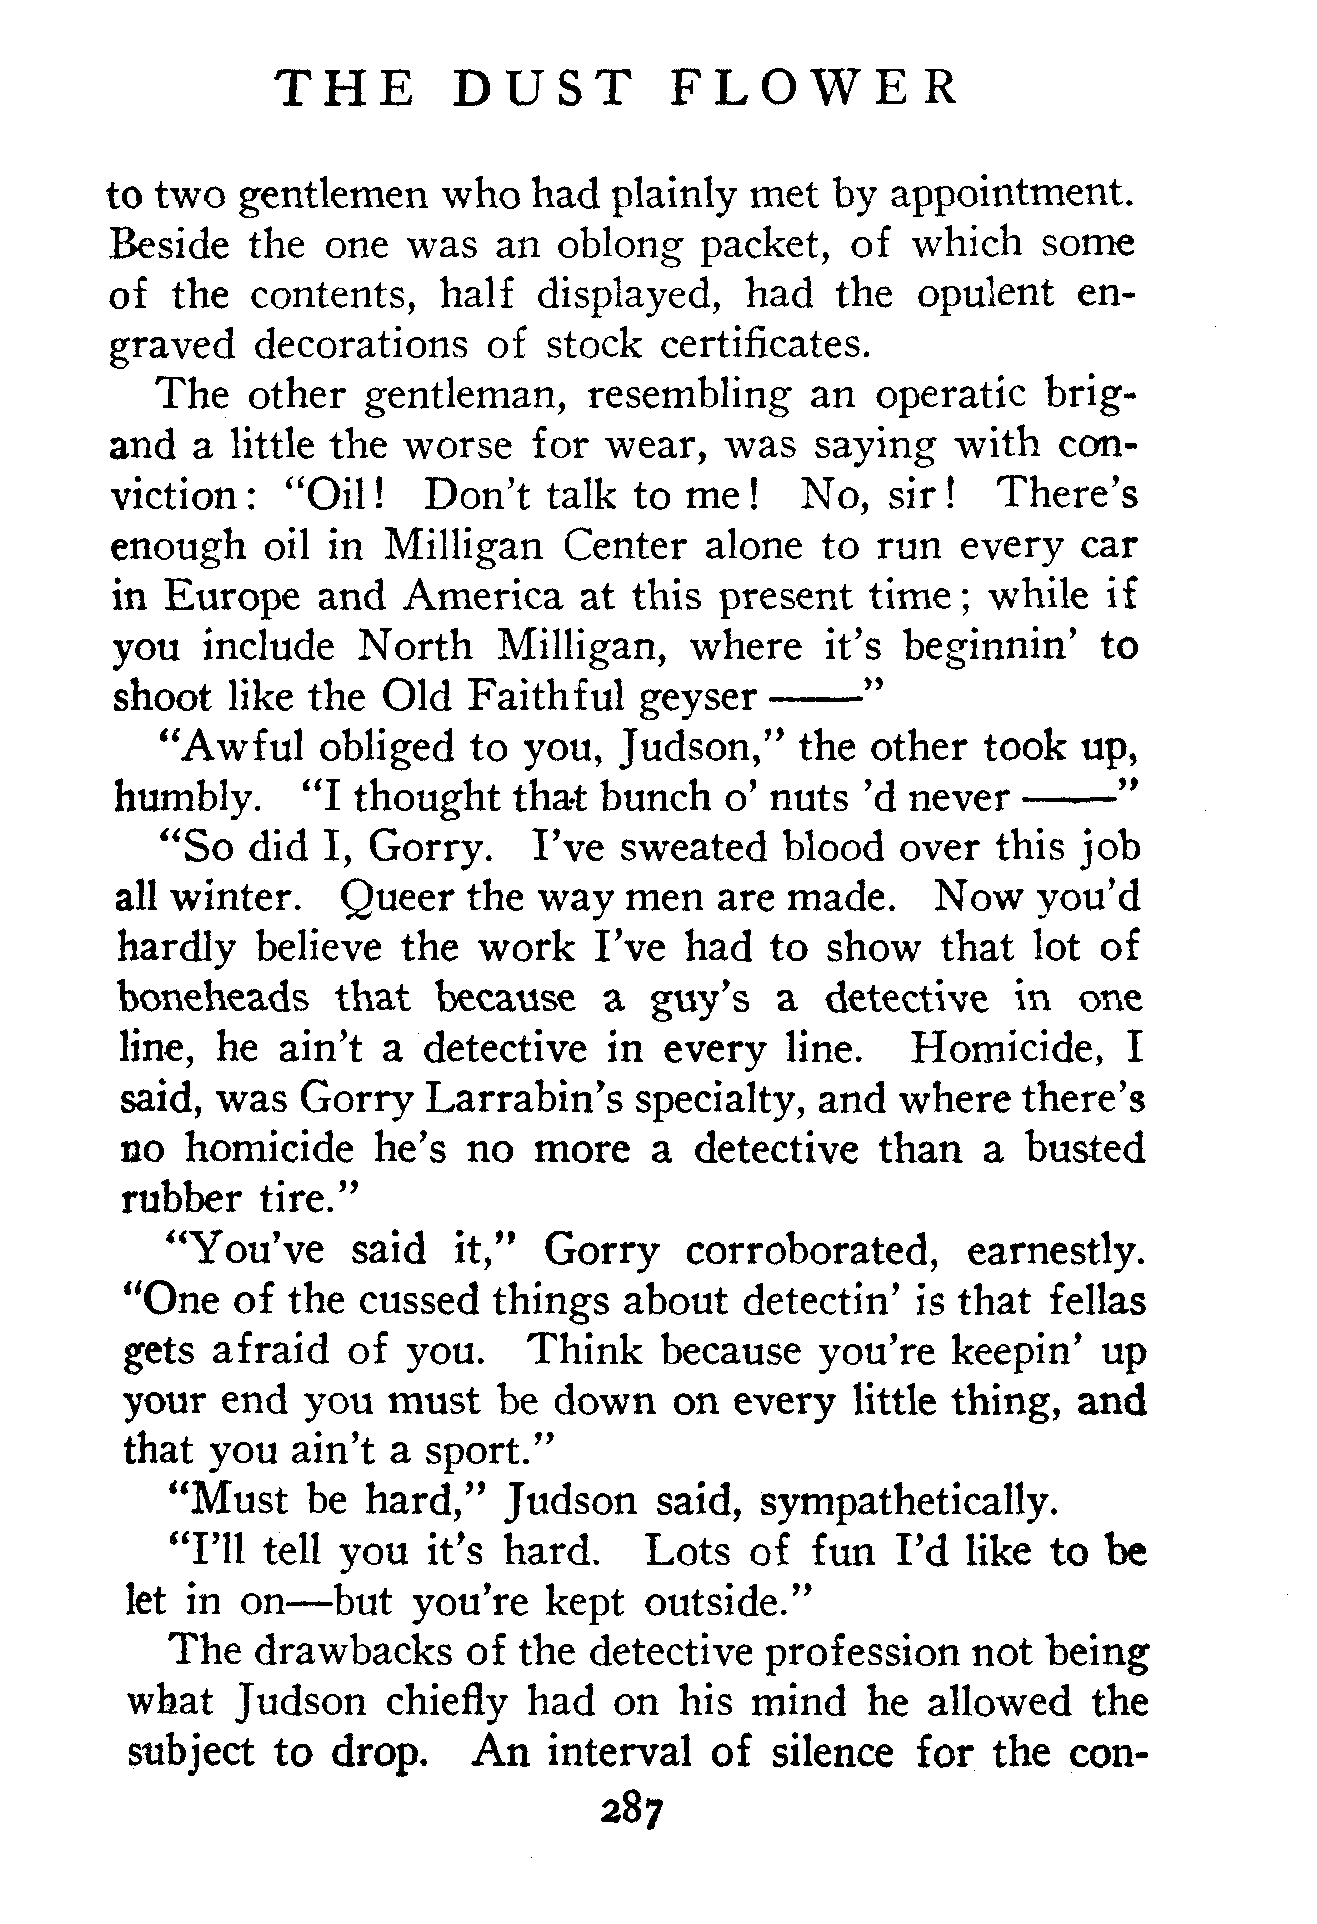 THE DUST FLOWER
to two gentlemen who had plainly met by appointment.
Beside the one was an oblong packet, of which some
of the contents, half displayed, had the opulent en-
graved decorations of stock certificates.
The other gentleman, resembling an operatic brig-
and a little the worse for wear, was saying with con-
viction: "Oil! Don't talk to me! No, sir! There's
enough oil in Milligan Center alone to run every car
in Europe and America at this present time; while if
you include North Milligan, where it's beginnin' to
shoot like the Old Faithful geyser ——"
"Awful obliged to you, Judson," the other took up,
humbly. "I thought that bunch o' nuts 'd never ——"
"So did I, Gorry. I've sweated blood over this job
all winter. Queer the way men are made. Now you'd
hardly believe the work I've had to show that lot of
boneheads that because a guy's a detective in one
line, he ain't a detective in every line. Homicide, I
said, was Gorry Larrabin's specialty, and where there's
no homicide he's no more a detective than a busted
rubber tire."
"You've said it," Gorry corroborated, earnestly.
"One of the cussed things about detectin' is that fellas
gets afraid of you. Think because you're keepin' up
your end you must be down on every little thing, and
that you ain't a sport."
"Must be hard," Judson said, sympathetically.
"I'll tell you it's hard. Lots of fun I'd like to be
let in on—but you're kept outside."
The drawbacks of the detective profession not being
what Judson chiefly had on his mind he allowed the
subject to drop. An interval of silence for the con-
287